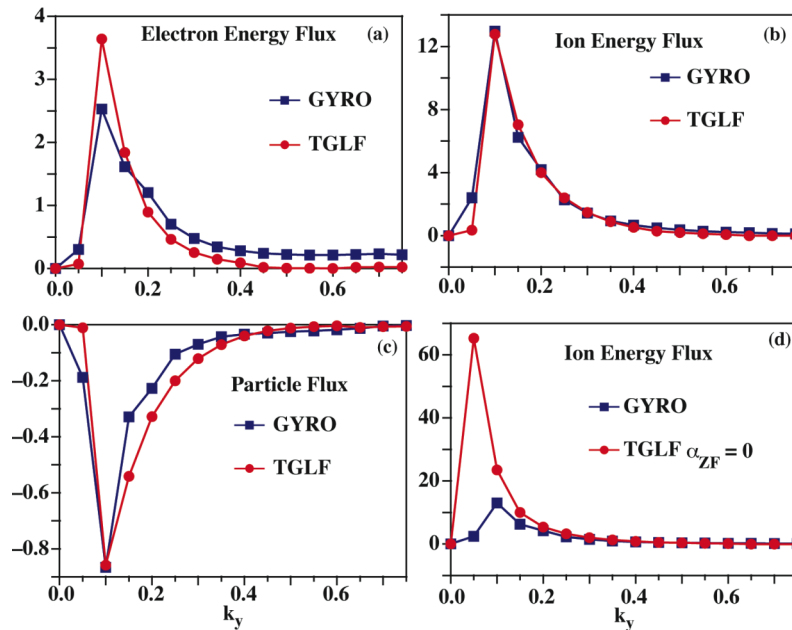 Electron Energy Flux (a)
GYRO
TGLF
4
3
2
1
0
0.0 0.2 0.4 0.6
Ion Energy Flux (b)
GYRO
TGLF
12
8
4
0
0.0 0.2 0.4 0.6
0.0
−0.2
−0.4
−0.6
−0.8
(c)
Particle Flux
GYRO
TGLF
0.0 0.2 0.4 0.6
k_y
Ion Energy Flux (d)
GYRO
TGLF α_ZF = 0
60
40
20
0
0.0 0.2 0.4 0.6
k_y